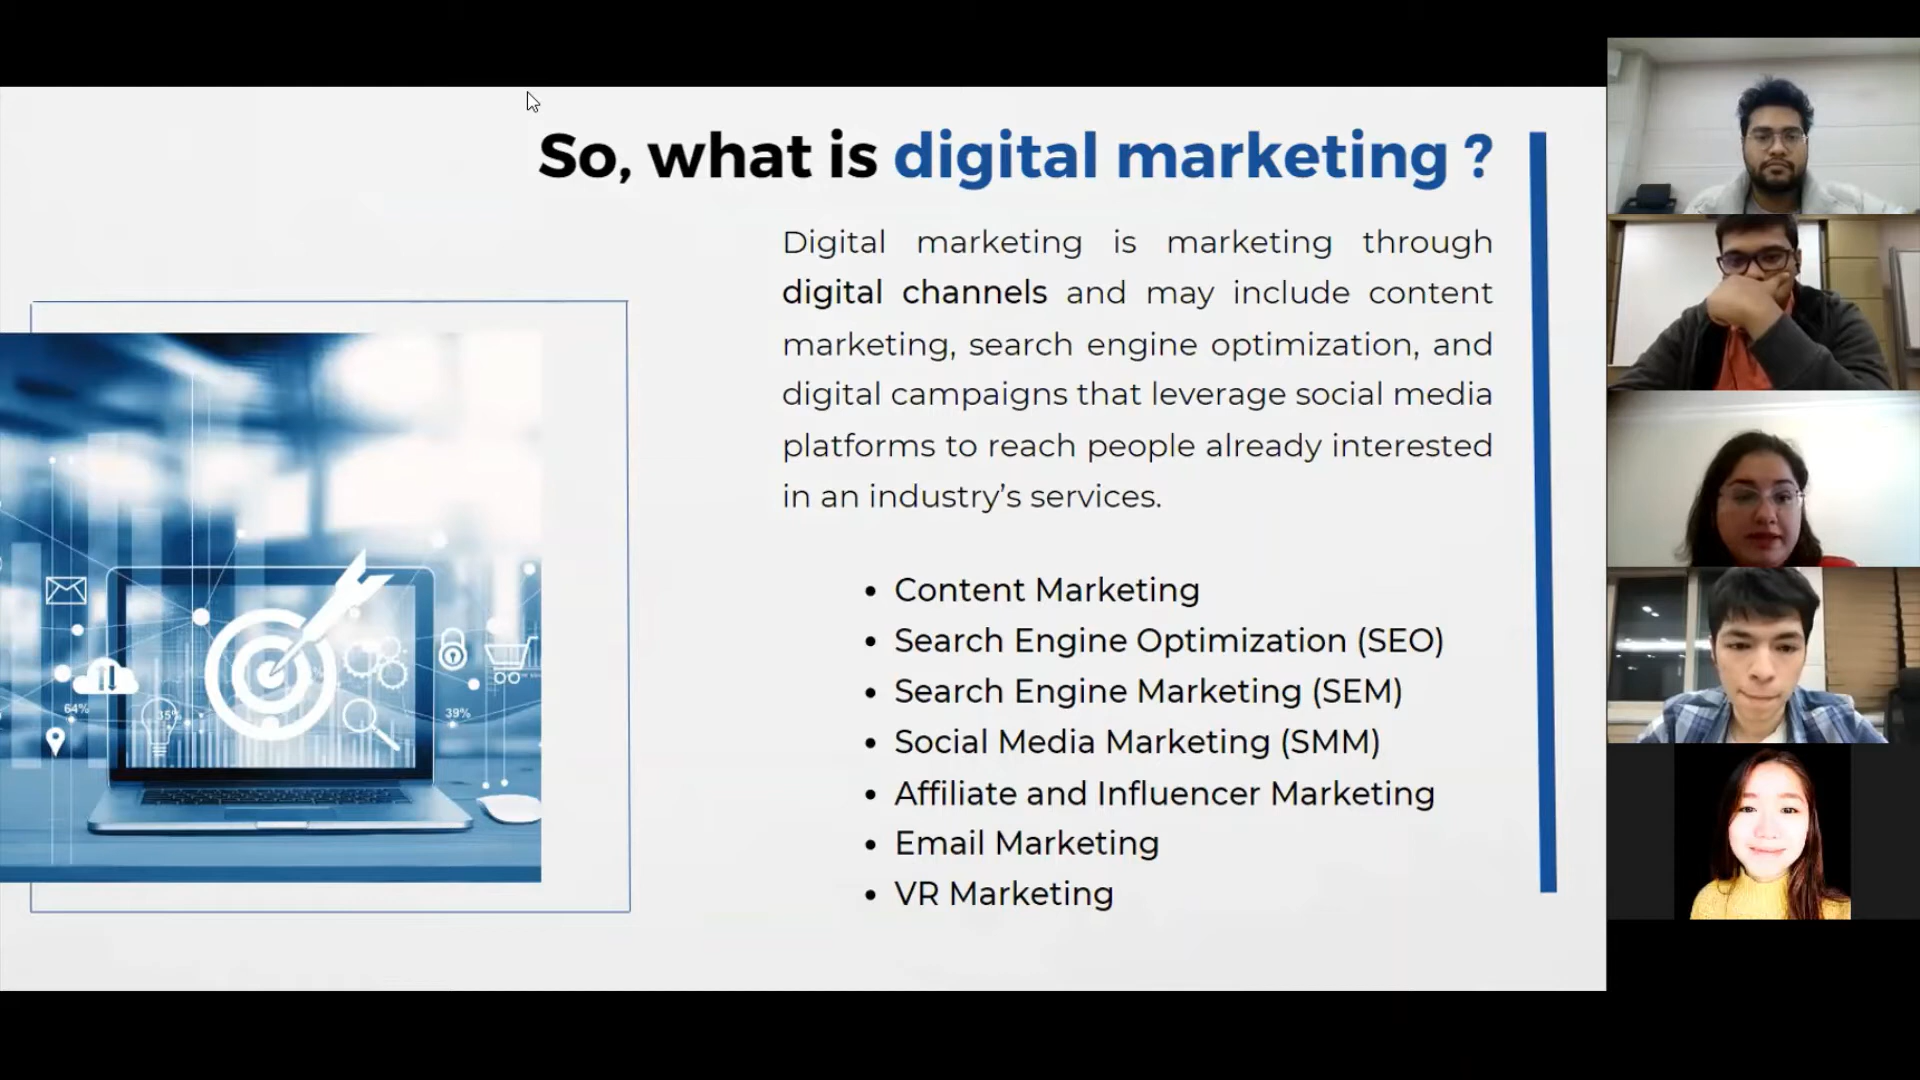 So, what is digital marketing ?
Digital marketing is marketing through
digital channels and may include content
marketing, search engine optimization, and
digital campaigns that leverage social media
platforms to reach people already interested
in an industry’s services.
• Content Marketing
• Search Engine Optimization (SEO)
• Search Engine Marketing (SEM)
• Social Media Marketing (SMM)
• Affiliate and Influencer Marketing
• Email Marketing
• VR Marketing
64%
35%
39%